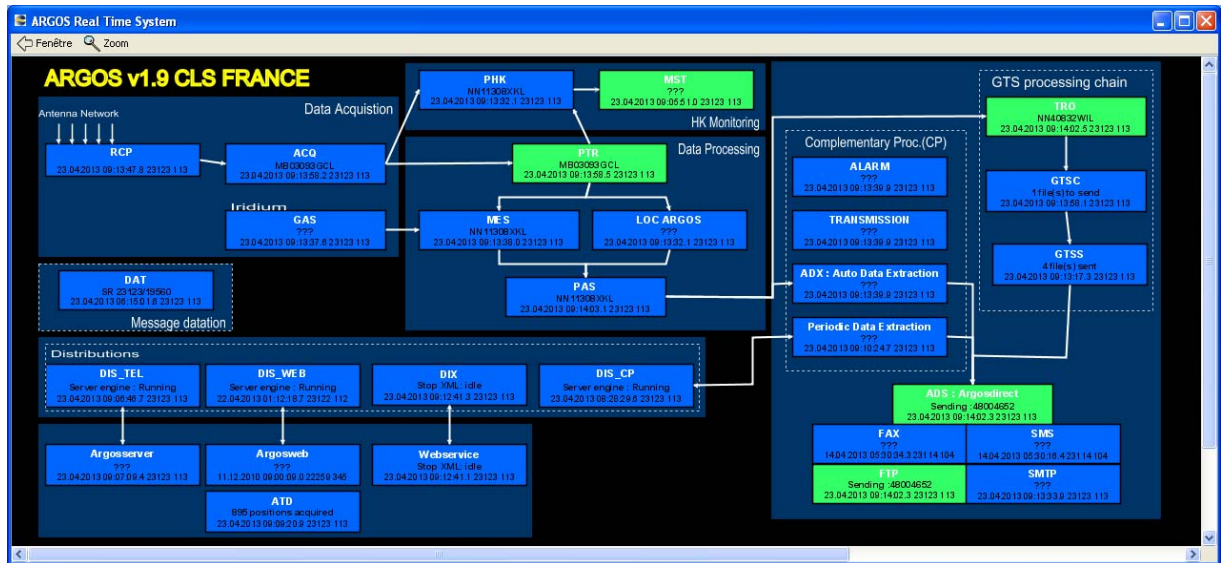 ARGOS Real Time System
Fenêtre Zoom
ARGOS v1.9 CLS FRANCE
Data Acquistion
Antenna Network
RCP
23.04.2013 09:13:47.8 23123 113
ACQ
MB03093GCL
23.04.2013 09:13:58.2 23123 113
Iridium
GAS
???
23.04.2013 09:13:37.6 23123 113
PHK
NN11308XKL
23.04.2013 09:13:32.1 23123 113
MST
???
23.04.2013 09:05:51.0 23123 113
HK Monitoring
Data Processing
PTR
MB03093GCL
23.04.2013 09:13:58.5 23123 113
MES
NN11308XKL
23.04.2013 09:13:38.0 23123 113
LOC ARGOS
???
23.04.2013 09:13:32.1 23123 113
PAS
NN11308XKL
23.04.2013 09:14:03.1 23123 113
DAT
SR 23123/19560
23.04.2013 06:15:01.6 23123 113
Message datation
Complementary Proc.(CP)
ALARM
???
23.04.2013 09:13:39.9 23123 113
TRANSMISSION
???
23.04.2013 09:13:39.9 23123 113
ADX : Auto Data Extraction
???
23.04.2013 09:13:39.9 23123 113
Periodic Data Extraction
???
23.04.2013 09:10:24.7 23123 113
GTS processing chain
TRO
NN40832WIL
23.04.2013 09:14:02.5 23123 113
GTSC
1 file(s) to send
23.04.2013 09:13:58.1 23123 113
GTSS
4 file(s) sent
23.04.2013 09:13:17.3 23123 113
Distributions
DIS_TEL
Server engine : Running
23.04.2013 09:06:46.7 23123 113
DIS_WEB
Server engine : Running
22.04.2013 01:12:18.7 23122 112
DIX
Stop XML: idle
23.04.2013 09:12:41.3 23123 113
DIS_CP
Server engine : Running
23.04.2013 08:28:29.6 23123 113
Argosserver
???
23.04.2013 09:07:09.4 23123 113
Argosweb
???
11.12.2010 09:00:09.0 22259 345
Webservice
Stop XML: idle
23.04.2013 09:12:41.1 23123 113
ATD
895 positions acquired
23.04.2013 09:09:20.9 23123 113
ADS : Argosdirect
Sending :48004652
23.04.2013 09:14:02.3 23123 113
FAX
???
14.04.2013 05:30:34.3 23114 104
SMS
???
14.04.2013 05:30:16.4 23114 104
FTP
Sending :48004652
23.04.2013 09:14:02.3 23123 113
SMTP
???
23.04.2013 09:13:33.9 23123 113